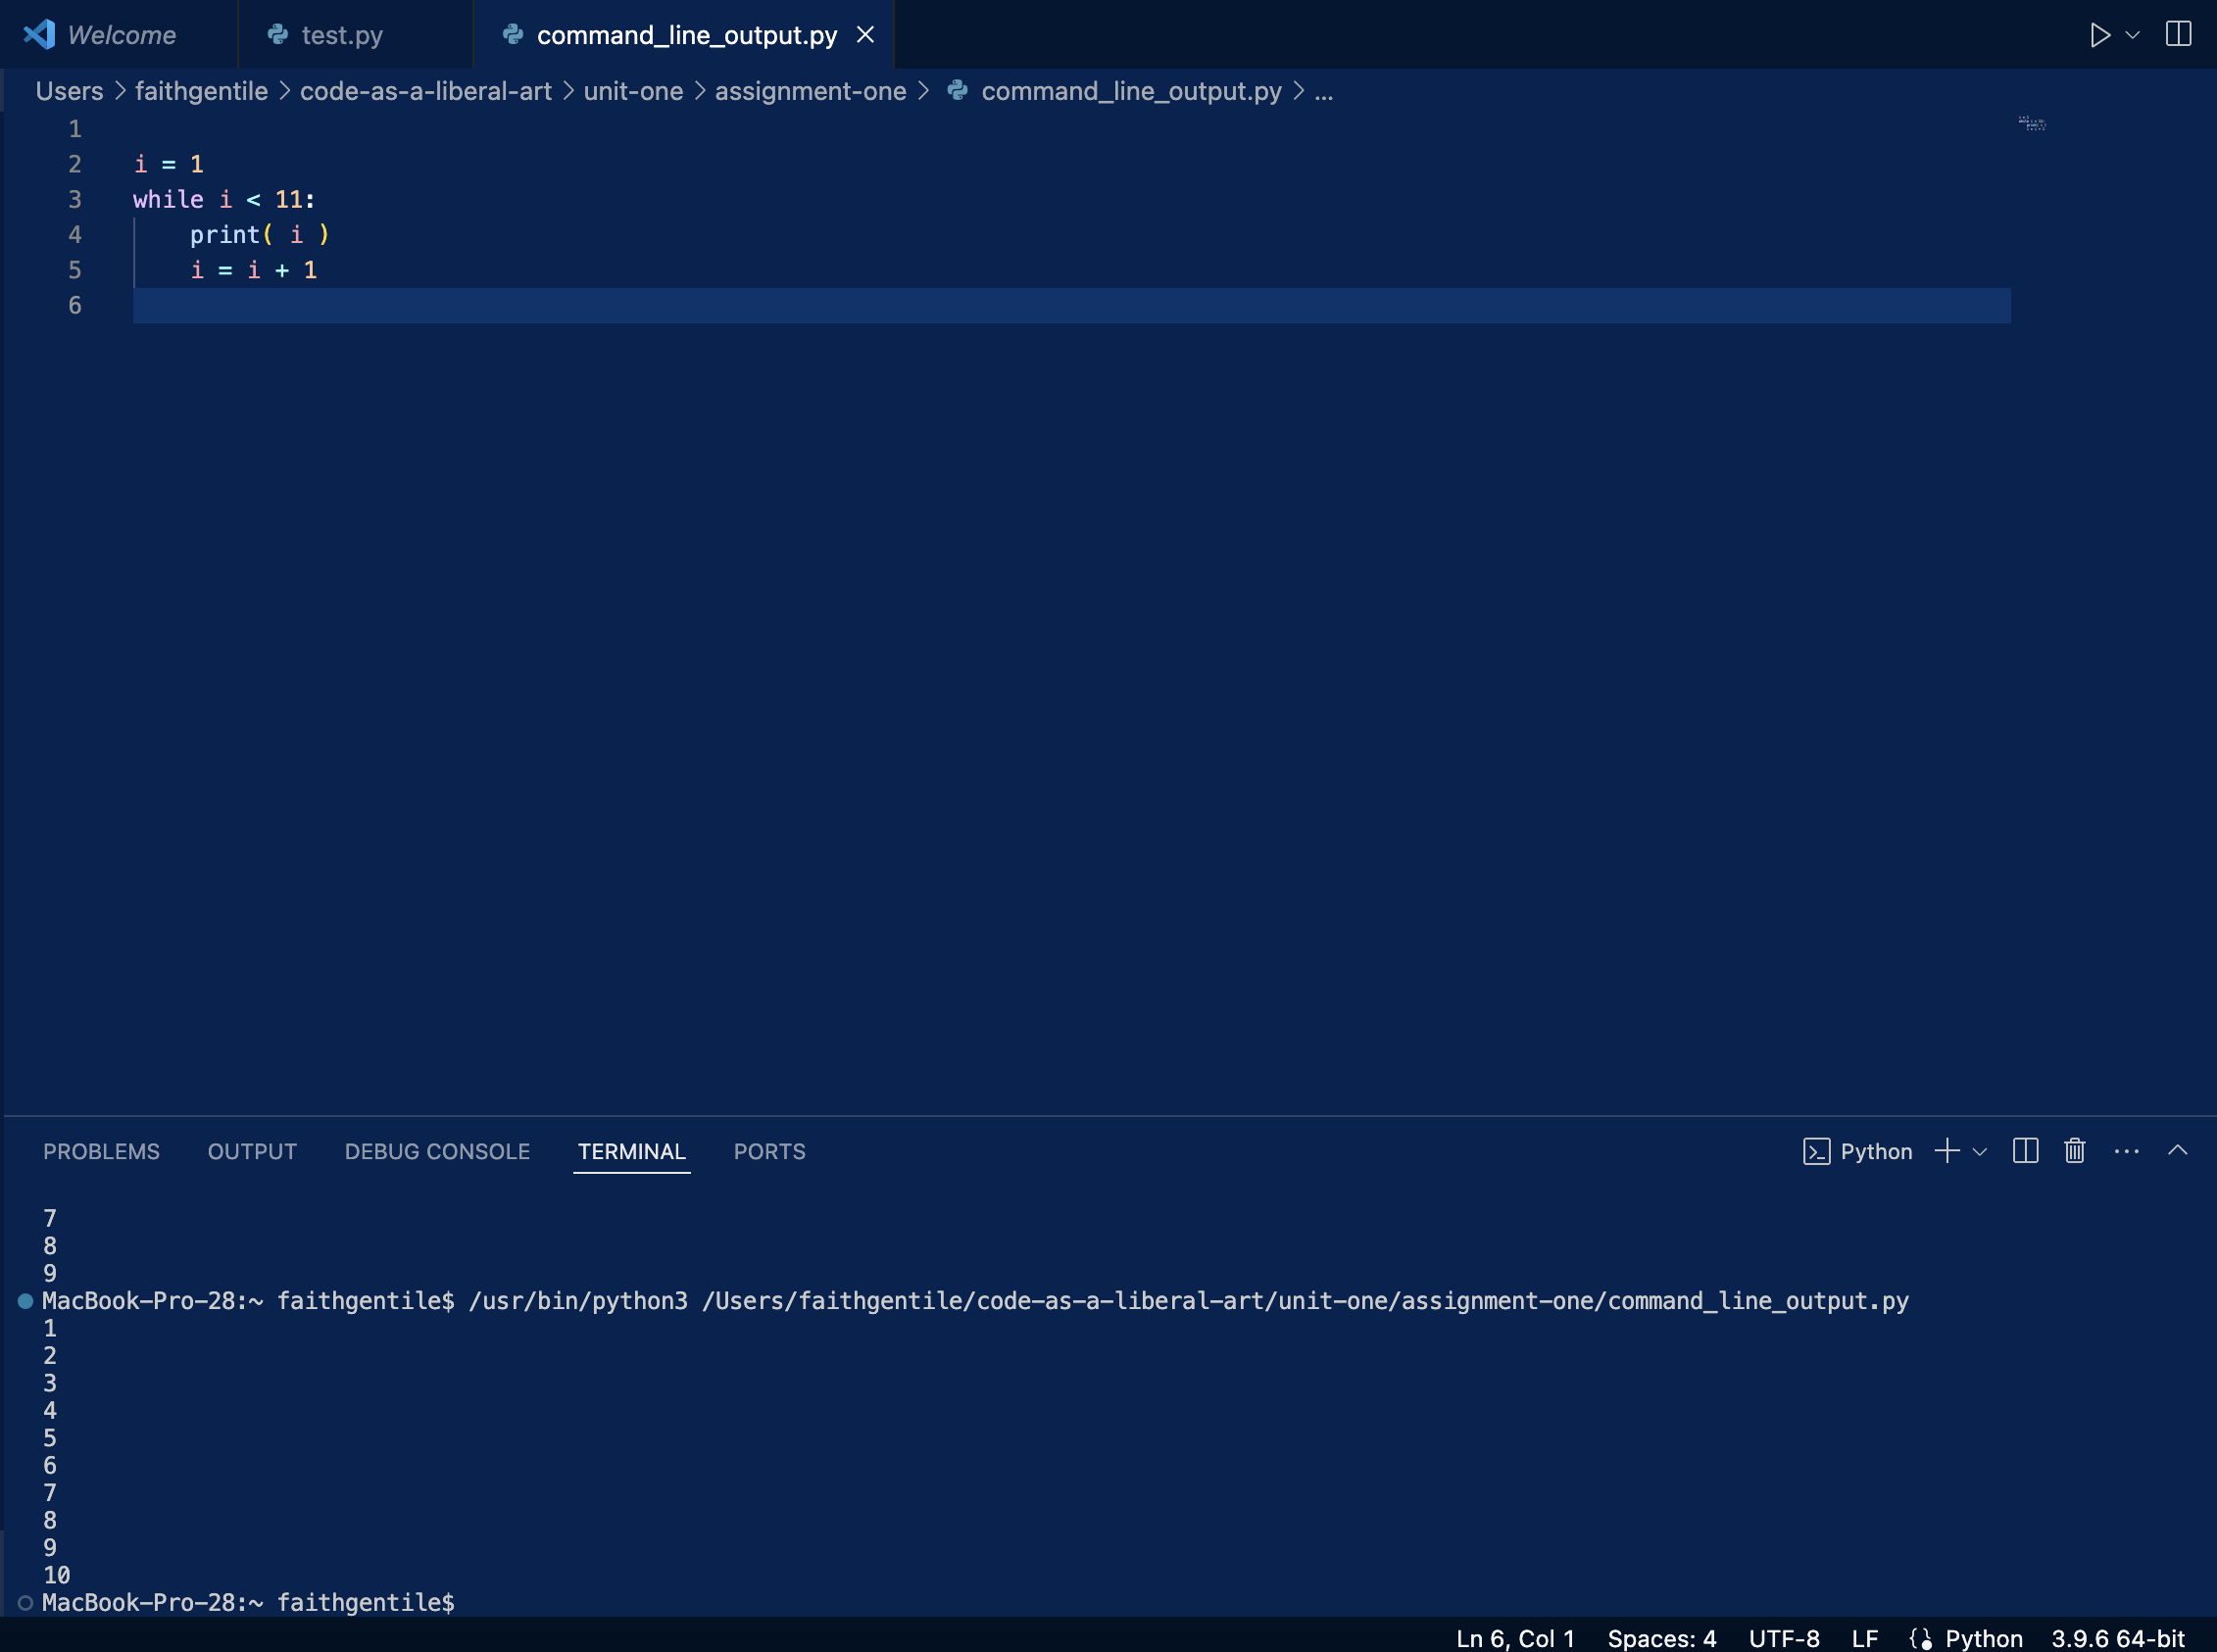 Welcome test.py command_line_output.py
Users > faithgentile > code-as-a-liberal-art > unit-one > assignment-one > command_line_output.py > ...
1
2 i = 1
3 while i < 11:
4     print( i )
5     i = i + 1
6
PROBLEMS OUTPUT DEBUG CONSOLE TERMINAL PORTS Python
7
8
9
MacBook-Pro-28:~ faithgentile$ /usr/bin/python3 /Users/faithgentile/code-as-a-liberal-art/unit-one/assignment-one/command_line_output.py
1
2
3
4
5
6
7
8
9
10
MacBook-Pro-28:~ faithgentile$
Ln 6, Col 1 Spaces: 4 UTF-8 LF Python 3.9.6 64-bit